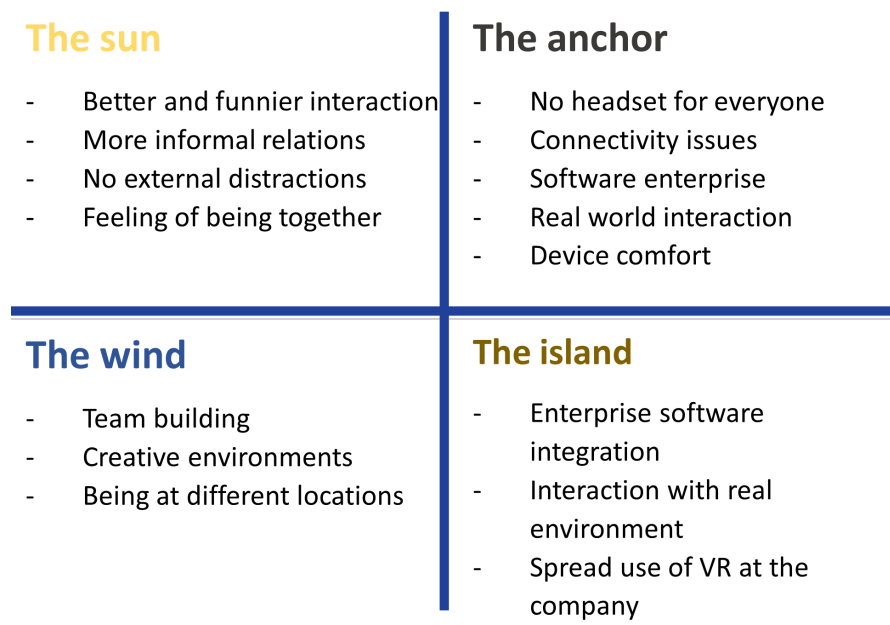 The sun
- Better and funnier interaction
- More informal relations
- No external distractions
- Feeling of being together
The anchor
- No headset for everyone
- Connectivity issues
- Software enterprise
- Real world interaction
- Device comfort
The wind
- Team building
- Creative environments
- Being at different locations
The island
- Enterprise software
integration
- Interaction with real
environment
- Spread use of VR at the
company